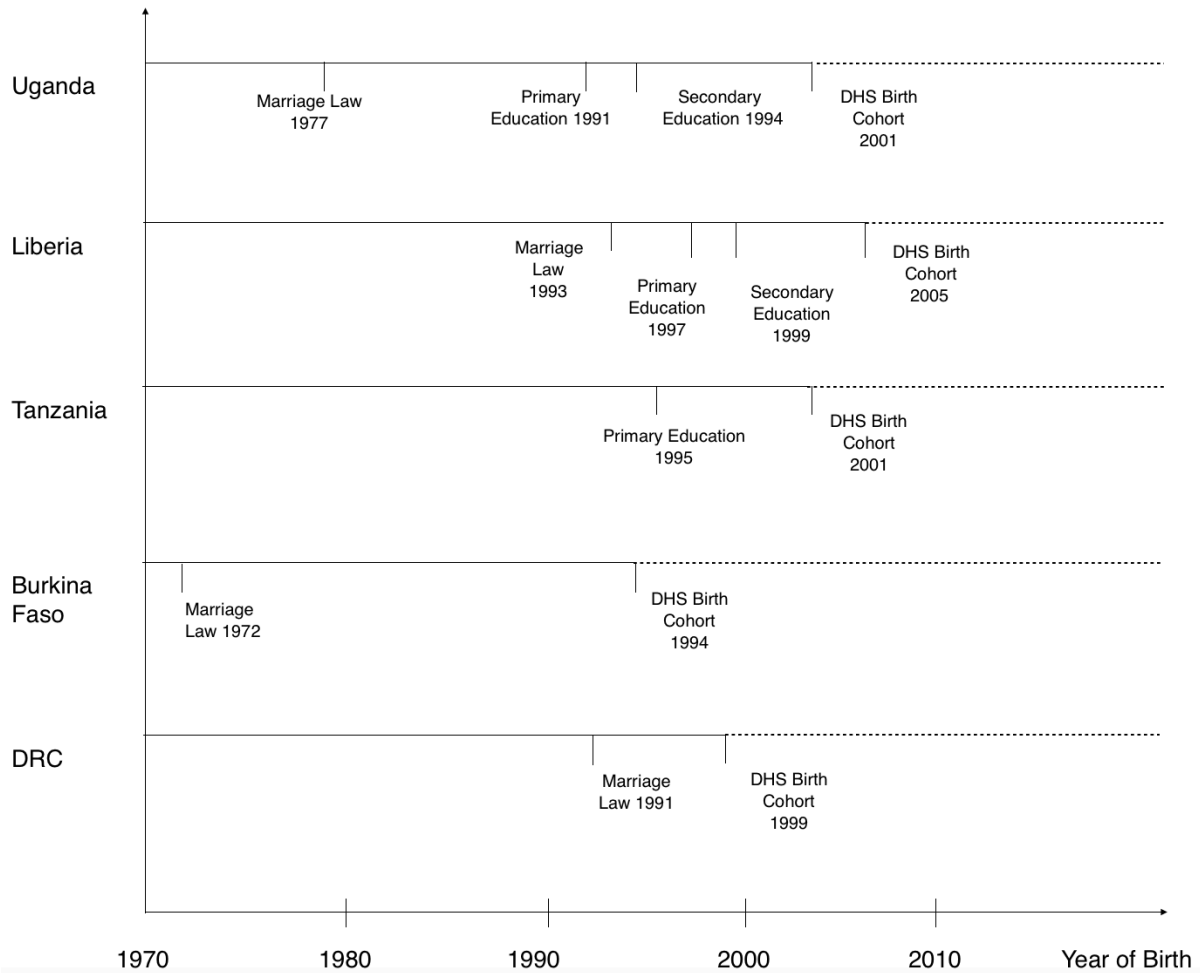 Uganda
Marriage Law
1977
Primary
Education 1991
Secondary
Education 1994
DHS Birth
Cohort
2001
Liberia
Marriage
Law
1993
Primary
Education
1997
Secondary
Education
1999
DHS Birth
Cohort
2005
Tanzania
Primary Education
1995
DHS Birth
Cohort
2001
Burkina
Faso
Marriage
Law 1972
DHS Birth
Cohort
1994
DRC
Marriage
Law 1991
DHS Birth
Cohort
1999
1970 1980 1990 2000 2010 Year of Birth